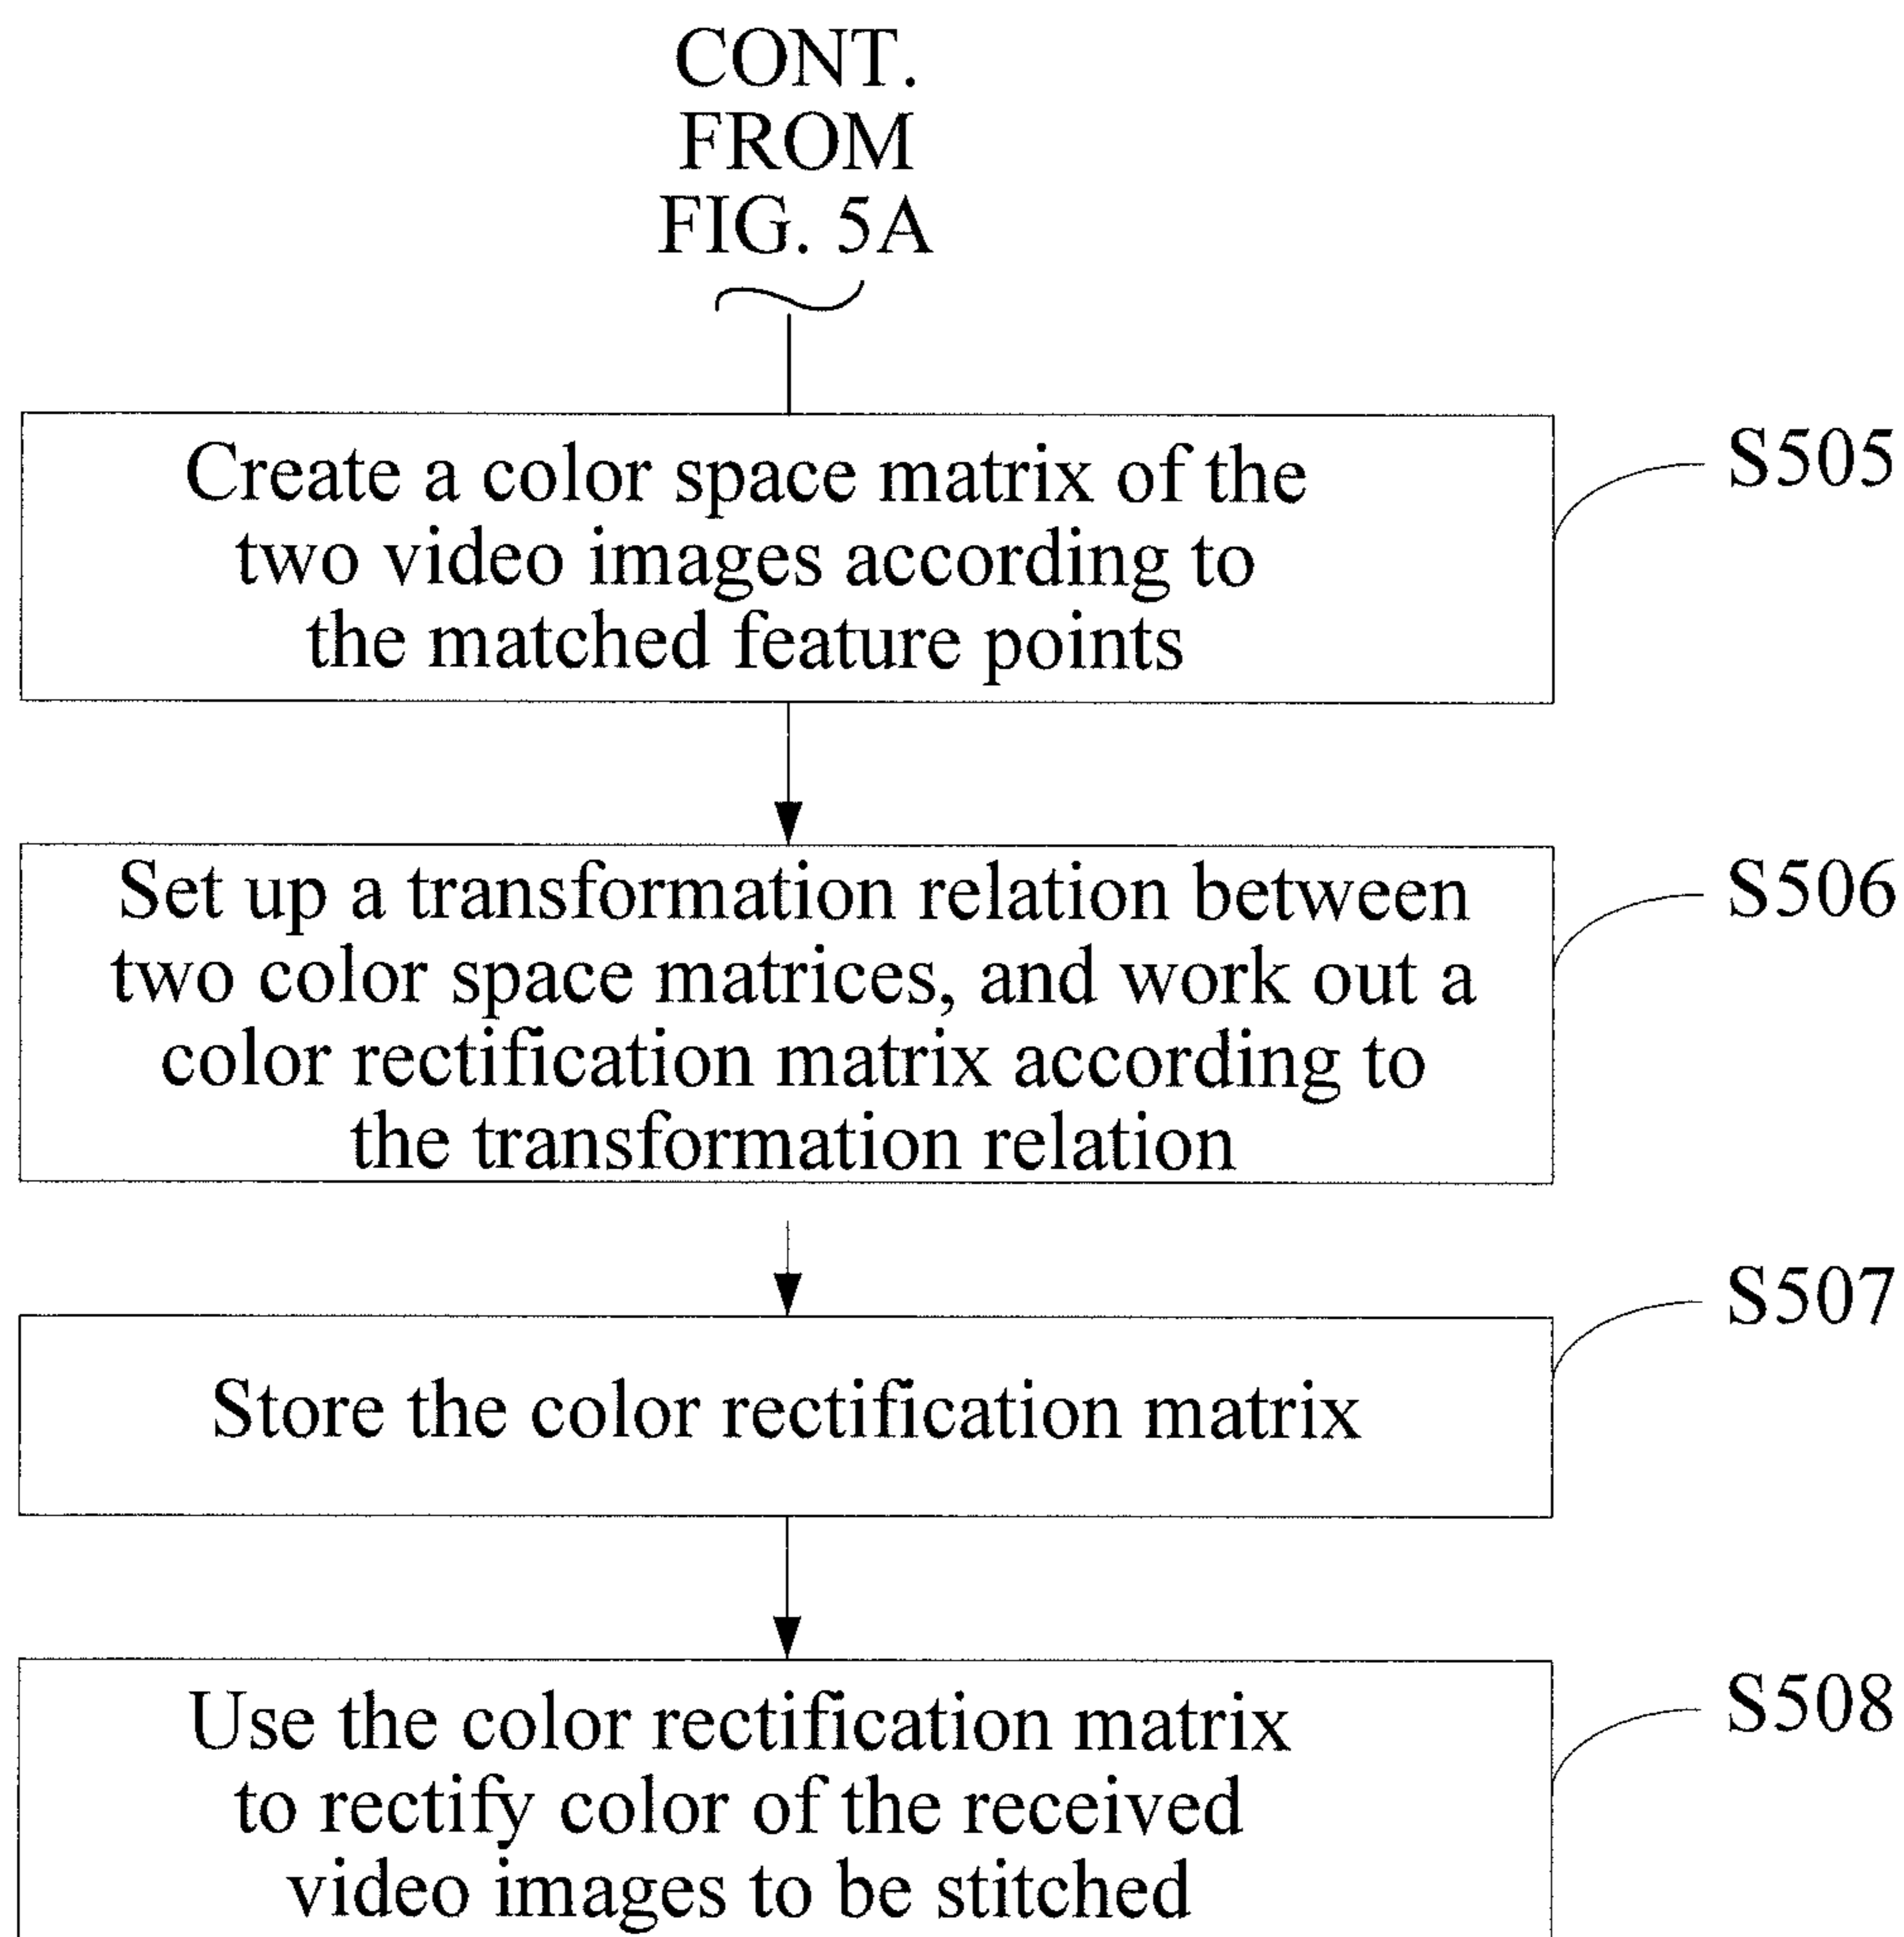 CONT.
FROM
FIG. 5A
Create a color space matrix of the
two video images according to
the matched feature points
S505
Set up a transformation relation between
two color space matrices, and work out a
color rectification matrix according to
the transformation relation
S506
Store the color rectification matrix
S507
Use the color rectification matrix
to rectify color of the received
video images to be stitched
S508